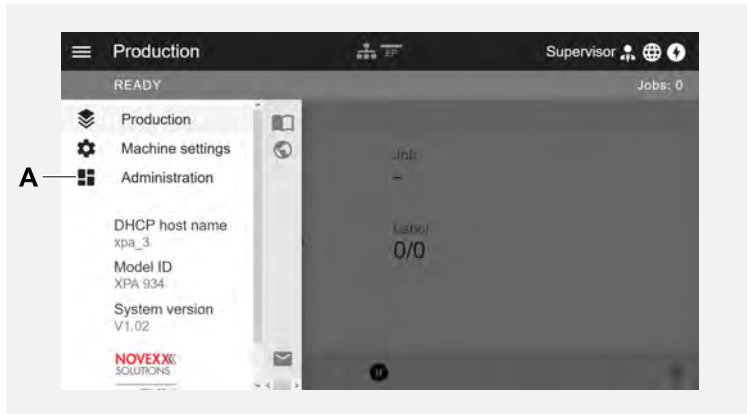 Production
EP
Supervisor
READY
Jobs: 0
Production
Machine settings
A
Administration
Job
–
DHCP host name
xpa_3
Label
0/0
Model ID
XPA 934
System version
V1.02
NOVEXX
SOLUTIONS